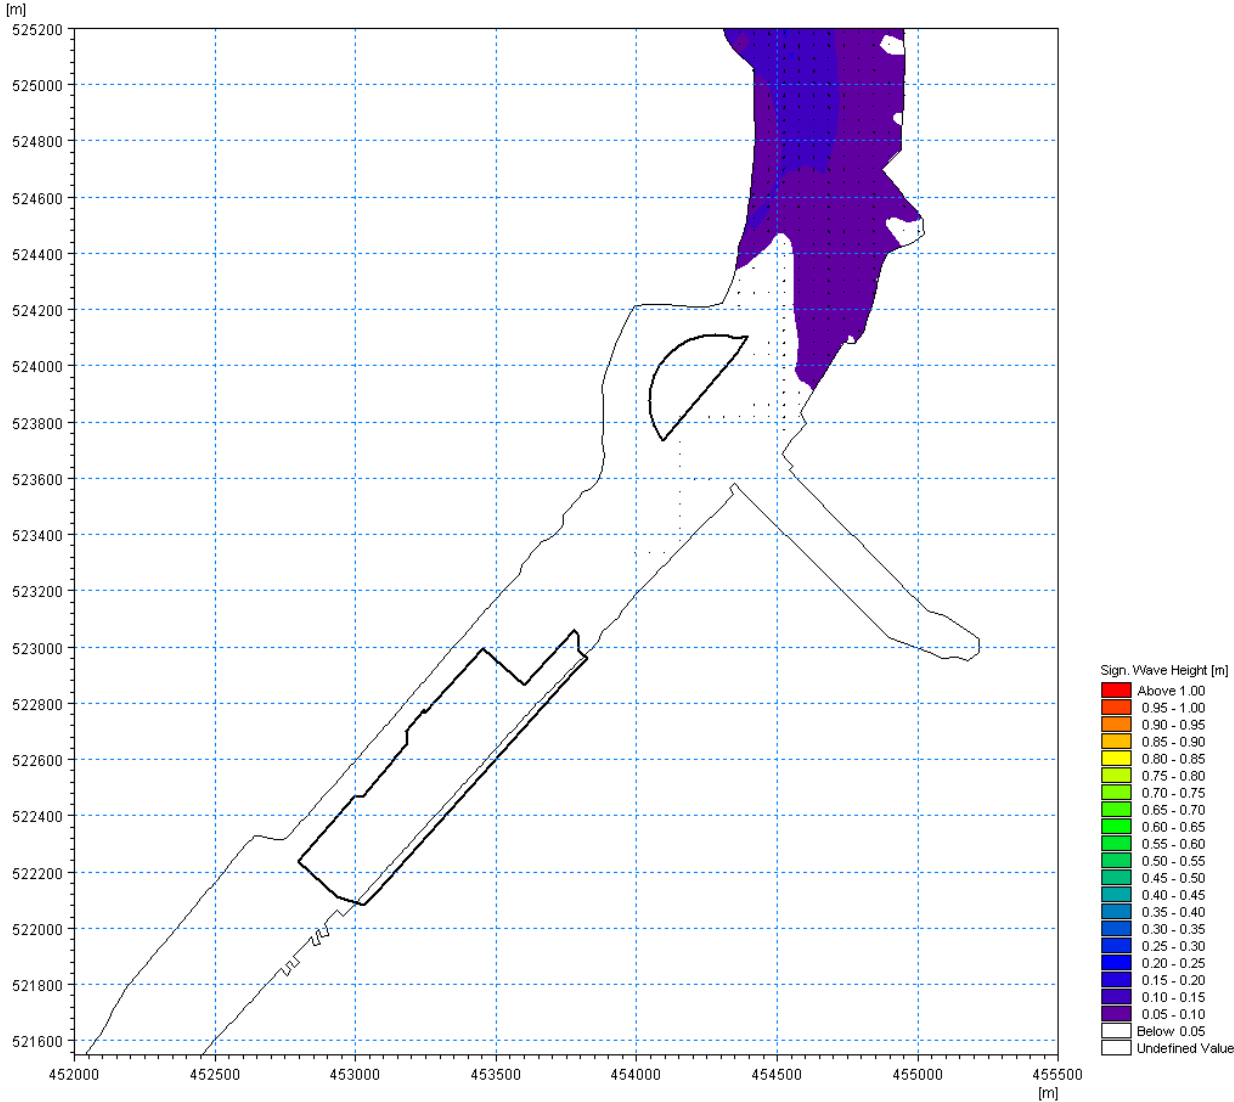 [m]
525200
525000
524800
524600
524400
524200
524000
523800
523600
523400
523200
523000
522800
522600
522400
522200
522000
521800
521600
452000 452500 453000 453500 454000 454500 455000 455500
[m]
Sign. Wave Height [m]
Above 1.00
0.95 - 1.00
0.90 - 0.95
0.85 - 0.90
0.80 - 0.85
0.75 - 0.80
0.70 - 0.75
0.65 - 0.70
0.60 - 0.65
0.55 - 0.60
0.50 - 0.55
0.45 - 0.50
0.40 - 0.45
0.35 - 0.40
0.30 - 0.35
0.25 - 0.30
0.20 - 0.25
0.15 - 0.20
0.10 - 0.15
0.05 - 0.10
Below 0.05
Undefined Value